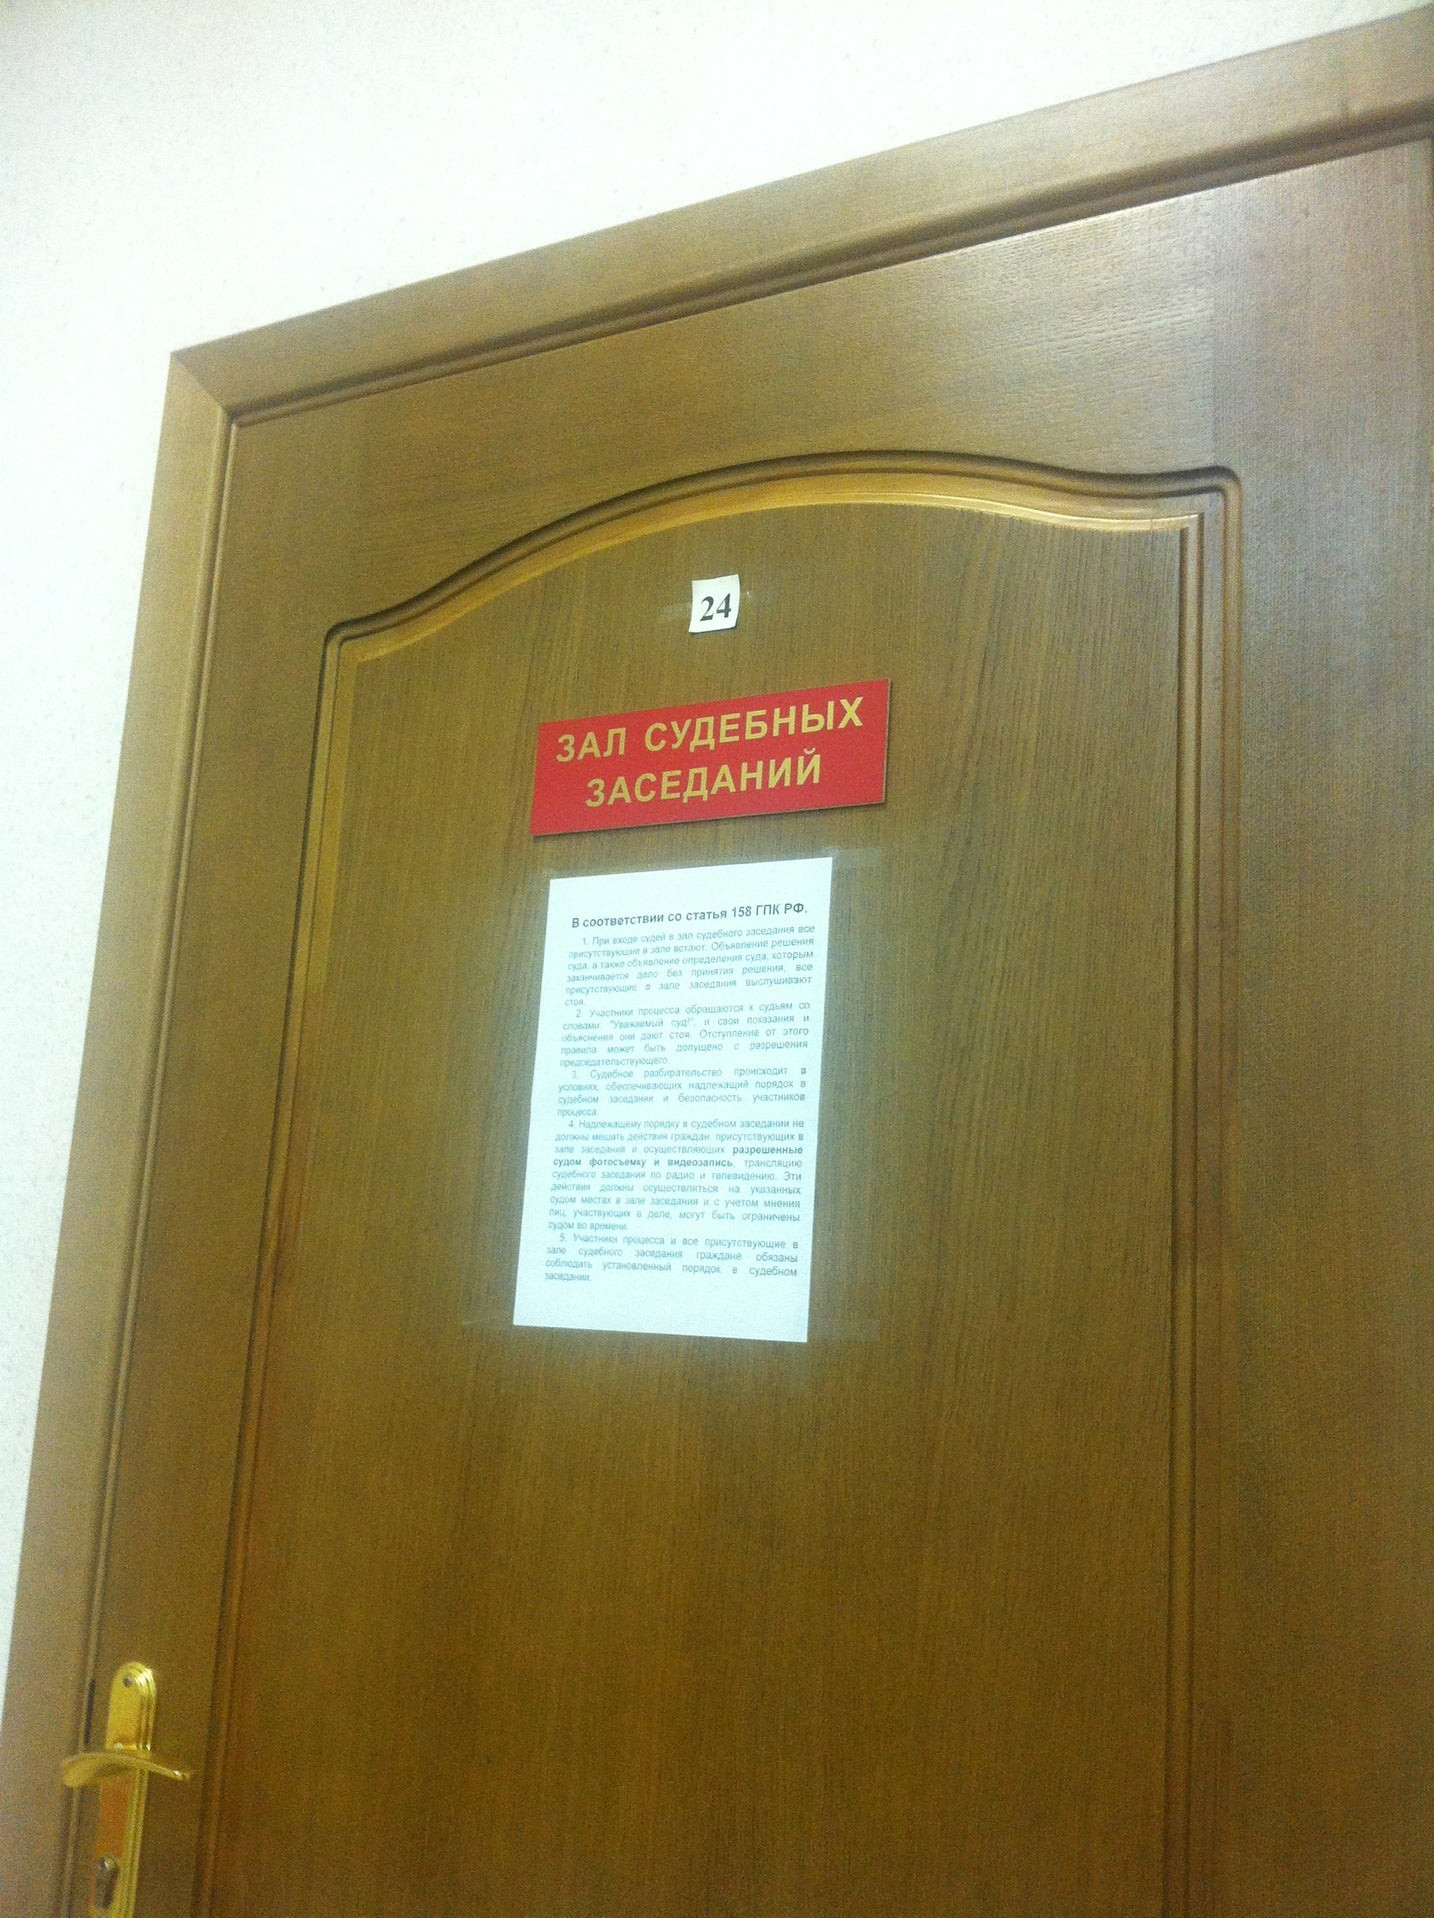 24
ЗАЛ СУДЕБНЫХ
ЗАСЕДАНИЙ
В соответствии со статья 158 ГПК РФ.
1. При входе судей в зал судебного заседания все
присутствующие в зале встают. Объявление решения
суда, а также объявление определения суда, которым
заканчивается дело без принятия решения, все
присутствующие в зале заседания выслушивают
стоя.
2. Участники процесса обращаются к судьям со
словами: "Уважаемый суд!", и свои показания и
объяснения они дают стоя. Отступление от этого
правила может быть допущено с разрешения
председательствующего.
3. Судебное разбирательство происходит в
условиях, обеспечивающих надлежащий порядок в
судебном заседании и безопасность участников
процесса.
4. Надлежащему порядку в судебном заседании не
должны мешать действия граждан, присутствующих в
зале заседания и осуществляющих разрешенные
судом фотосъемку и видеозапись, трансляцию
судебного заседания по радио и телевидению. Эти
действия должны осуществляться на указанных
судом местах в зале заседания и с учетом мнения
лиц, участвующих в деле, могут быть ограничены
судом во времени.
5. Участники процесса и все присутствующие в
зале судебного заседания граждане обязаны
соблюдать установленный порядок в судебном
заседании.